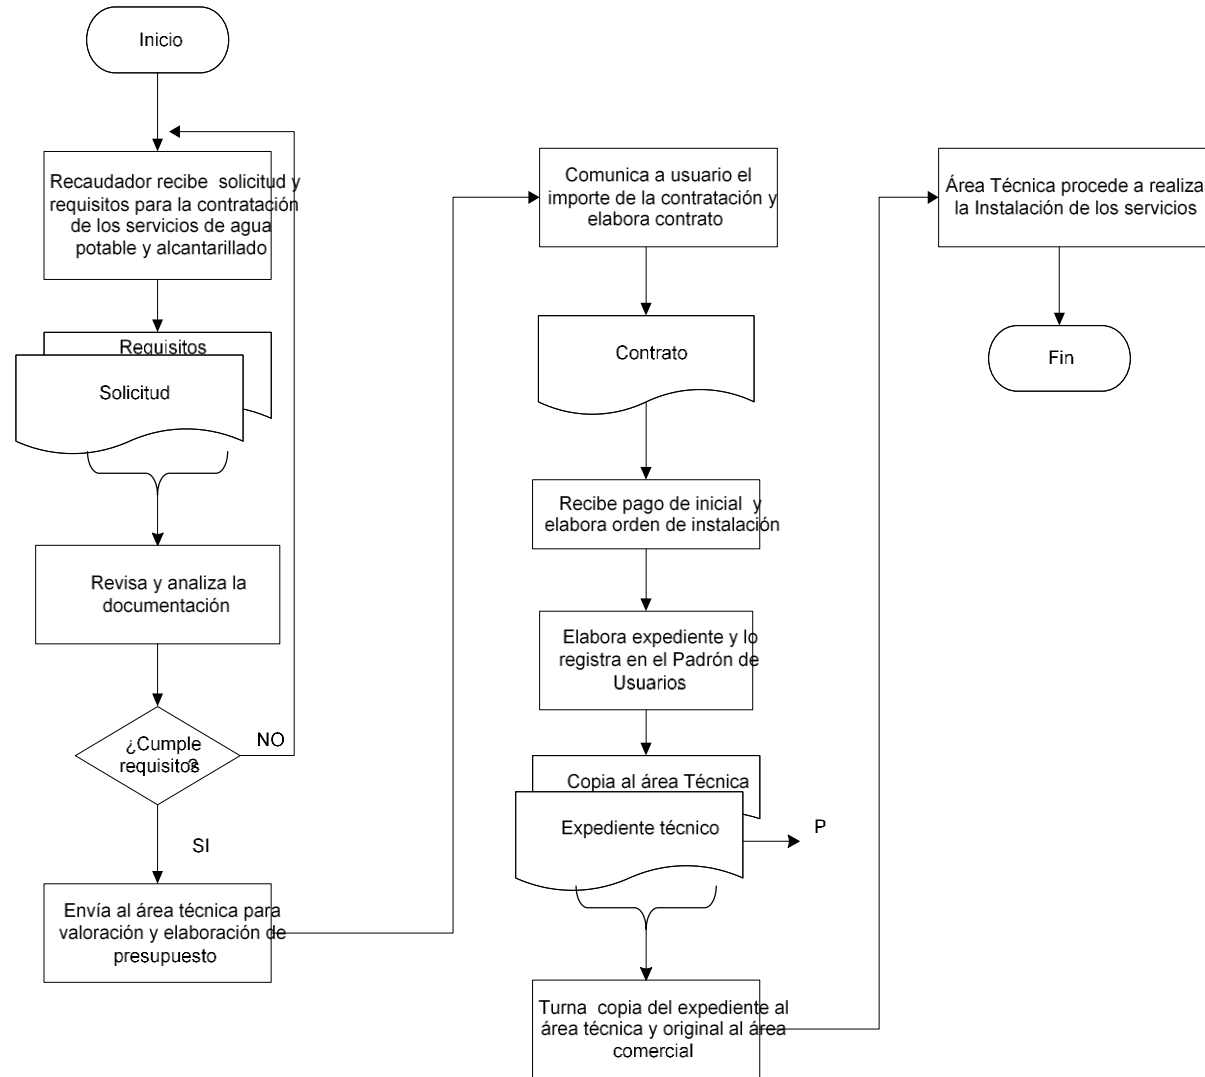 Inicio
Recaudador recibe solicitud y
requisitos para la contratación
de los servicios de agua
potable y alcantarillado
Requisitos
Solicitud
Revisa y analiza la
documentación
¿Cumple
requisitos?
NO
SI
Envía al área técnica para
valoración y elaboración de
presupuesto
Comunica a usuario el
importe de la contratación y
elabora contrato
Contrato
Recibe pago de inicial y
elabora orden de instalación
Elabora expediente y lo
registra en el Padrón de
Usuarios
Copia al área Técnica
Expediente técnico
P
Turna copia del expediente al
área técnica y original al área
comercial
Área Técnica procede a realiza
la Instalación de los servicios
Fin